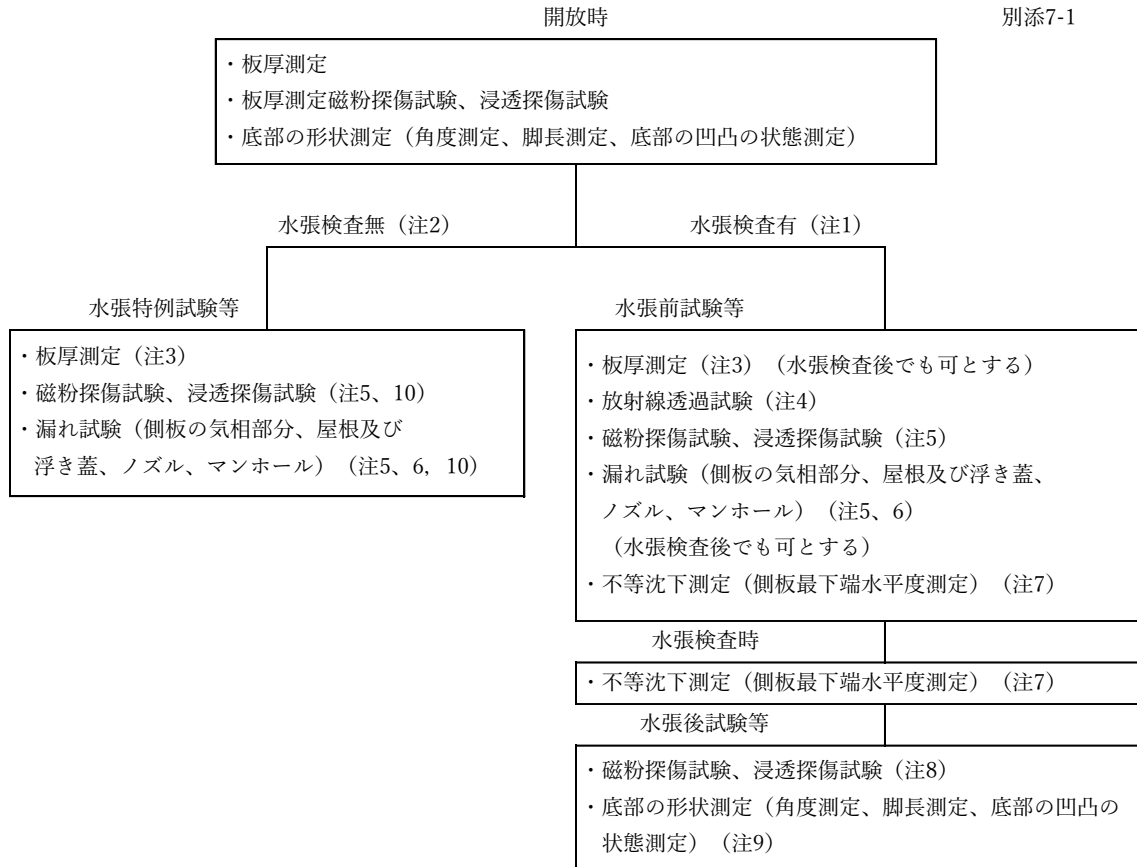 開放時
別添7-1
・板厚測定
・板厚測定磁粉探傷試験、浸透探傷試験
・底部の形状測定（角度測定、脚長測定、底部の凹凸の状態測定）
水張検査無（注2）
水張検査有（注1）
水張特例試験等
・板厚測定（注3）
・磁粉探傷試験、浸透探傷試験（注5、10）
・漏れ試験（側板の気相部分、屋根及び
浮き蓋、ノズル、マンホール）（注5、6，10）
水張前試験等
・板厚測定（注3）（水張検査後でも可とする）
・放射線透過試験（注4）
・磁粉探傷試験、浸透探傷試験（注5）
・漏れ試験（側板の気相部分、屋根及び浮き蓋、
ノズル、マンホール）（注5、6）
（水張検査後でも可とする）
・不等沈下測定（側板最下端水平度測定）（注7）
水張検査時
・不等沈下測定（側板最下端水平度測定）（注7）
水張後試験等
・磁粉探傷試験、浸透探傷試験（注8）
・底部の形状測定（角度測定、脚長測定、底部の凹凸の
状態測定）（注9）